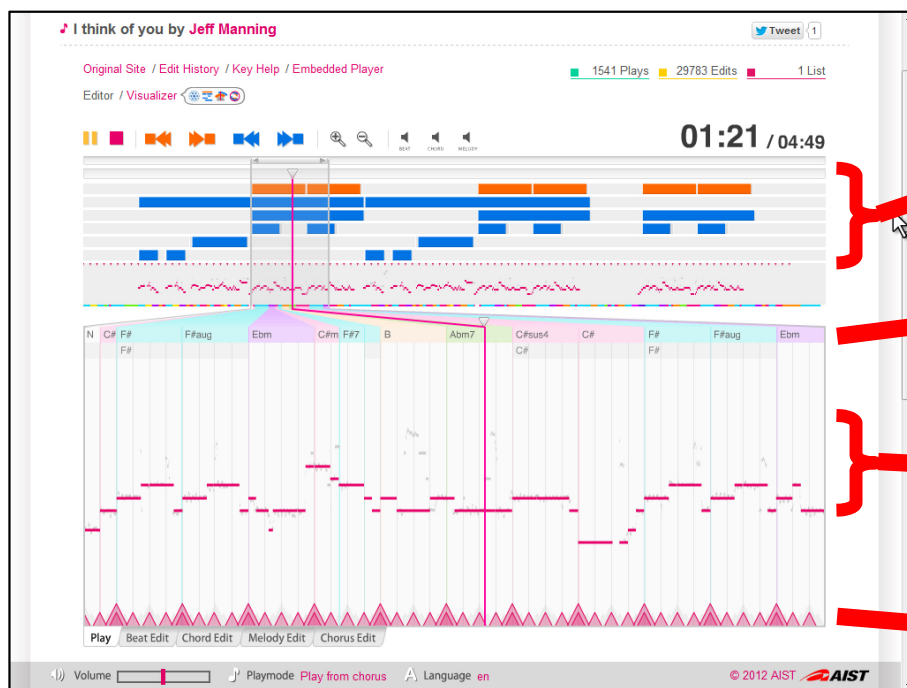 I think of you by Jeff Manning
Tweet 1
Original Site / Edit History / Key Help / Embedded Player
1541 Plays 29783 Edits 1 List
Editor / Visualizer
BEAT CHORD MELODY
01:21 / 04:49
N C# F# F#aug Ebm C#m F#7 B Abm7 C#sus4 C# F# F#aug Ebm
F# C# F#
Play Beat Edit Chord Edit Melody Edit Chorus Edit
Volume Playmode Play from chorus A Language en © 2012 AIST AIST